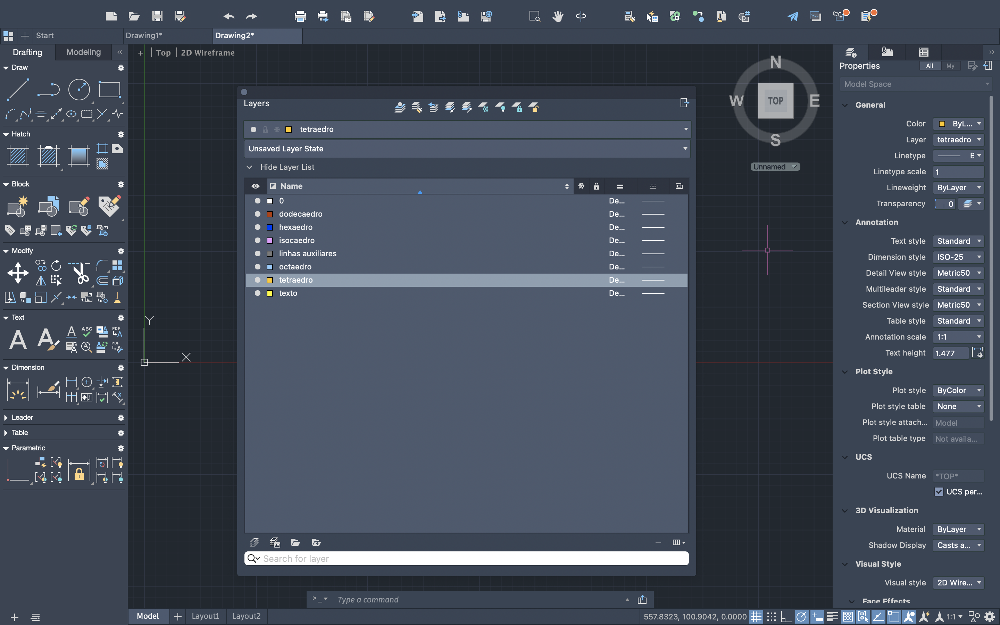 Start
Drawing1*
Drawing2*
Drafting
Modeling
+ | Top | 2D Wireframe
Draw
Hatch
Block
Modify
Text
ABC
PDF
A
A
PDF
Dimension
Leader
Table
Parametric
Y
X
Layers
tetraedro
Unsaved Layer State
Hide Layer List
Name
0 De...
dodecaedro De...
hexaedro De...
isocaedro De...
linhas auxiliares De...
octaedro De...
tetraedro De...
texto De...
Search for layer
>_ Type a command
N
W TOP E
S
Unnamed
Properties All My
Model Space
General
Color ByL...
Layer tetraedro
Linetype B
Linetype scale 1
Lineweight ByLayer
Transparency 0
Annotation
Text style Standard
Dimension style ISO-25
Detail View style Metric50
Multileader style Standard
Section View style Metric50
Table style Standard
Annotation scale 1:1
Text height 1.477
Plot Style
Plot style ByColor
Plot style table None
Plot style attach... Model
Plot table type Not availa...
UCS
UCS Name *TOP*
UCS per...
3D Visualization
Material ByLayer
Shadow Display Casts a...
Visual Style
Visual style 2D Wire...
Face Effects
Model + Layout1 Layout2
557.8323, 100.9042, 0.0000 1:1